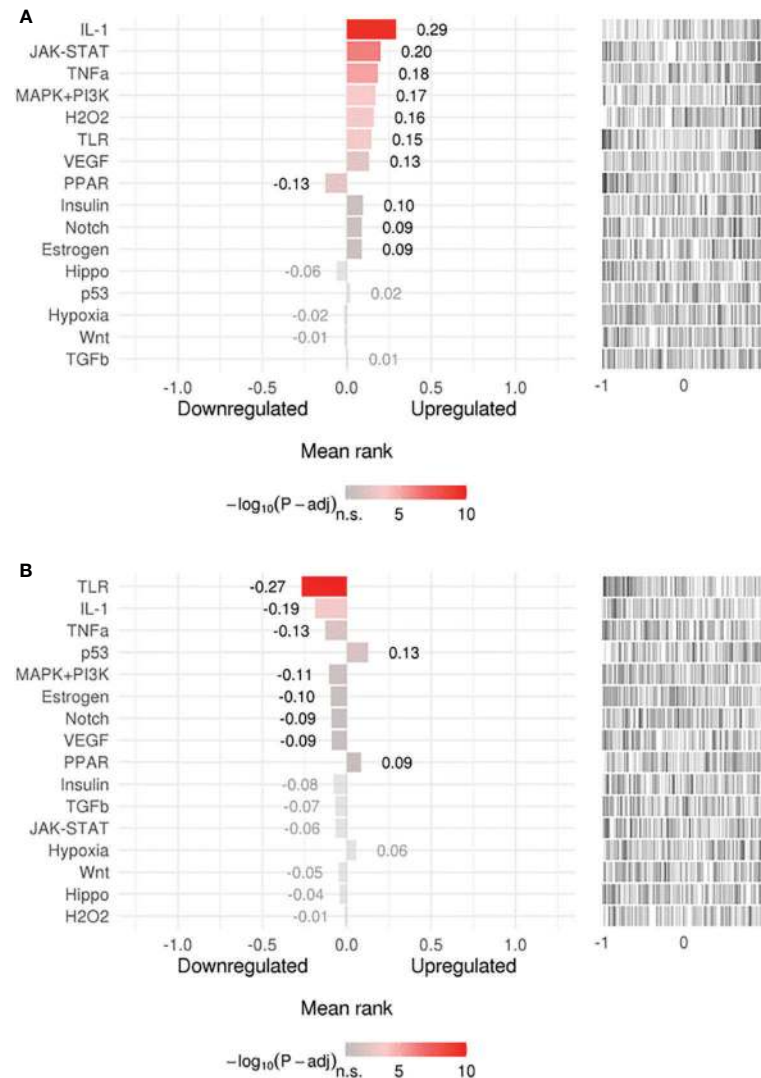 A
IL-1 0.29
JAK-STAT 0.20
TNFa 0.18
MAPK+PI3K 0.17
H2O2 0.16
TLR 0.15
VEGF 0.13
PPAR -0.13
Insulin 0.10
Notch 0.09
Estrogen 0.09
Hippo -0.06
p53 0.02
Hypoxia -0.02
Wnt -0.01
TGFb 0.01
-1.0 -0.5 0.0 0.5 1.0 -1 0
Downregulated Upregulated
Mean rank
−log₁₀(P−adj) n.s. 5 10
B
TLR -0.27
IL-1 -0.19
TNFa -0.13
p53 0.13
MAPK+PI3K -0.11
Estrogen -0.10
Notch -0.09
VEGF -0.09
PPAR 0.09
Insulin -0.08
TGFb -0.07
JAK-STAT -0.06
Hypoxia 0.06
Wnt -0.05
Hippo -0.04
H2O2 -0.01
-1.0 -0.5 0.0 0.5 1.0 -1 0
Downregulated Upregulated
Mean rank
−log₁₀(P−adj) n.s. 5 10